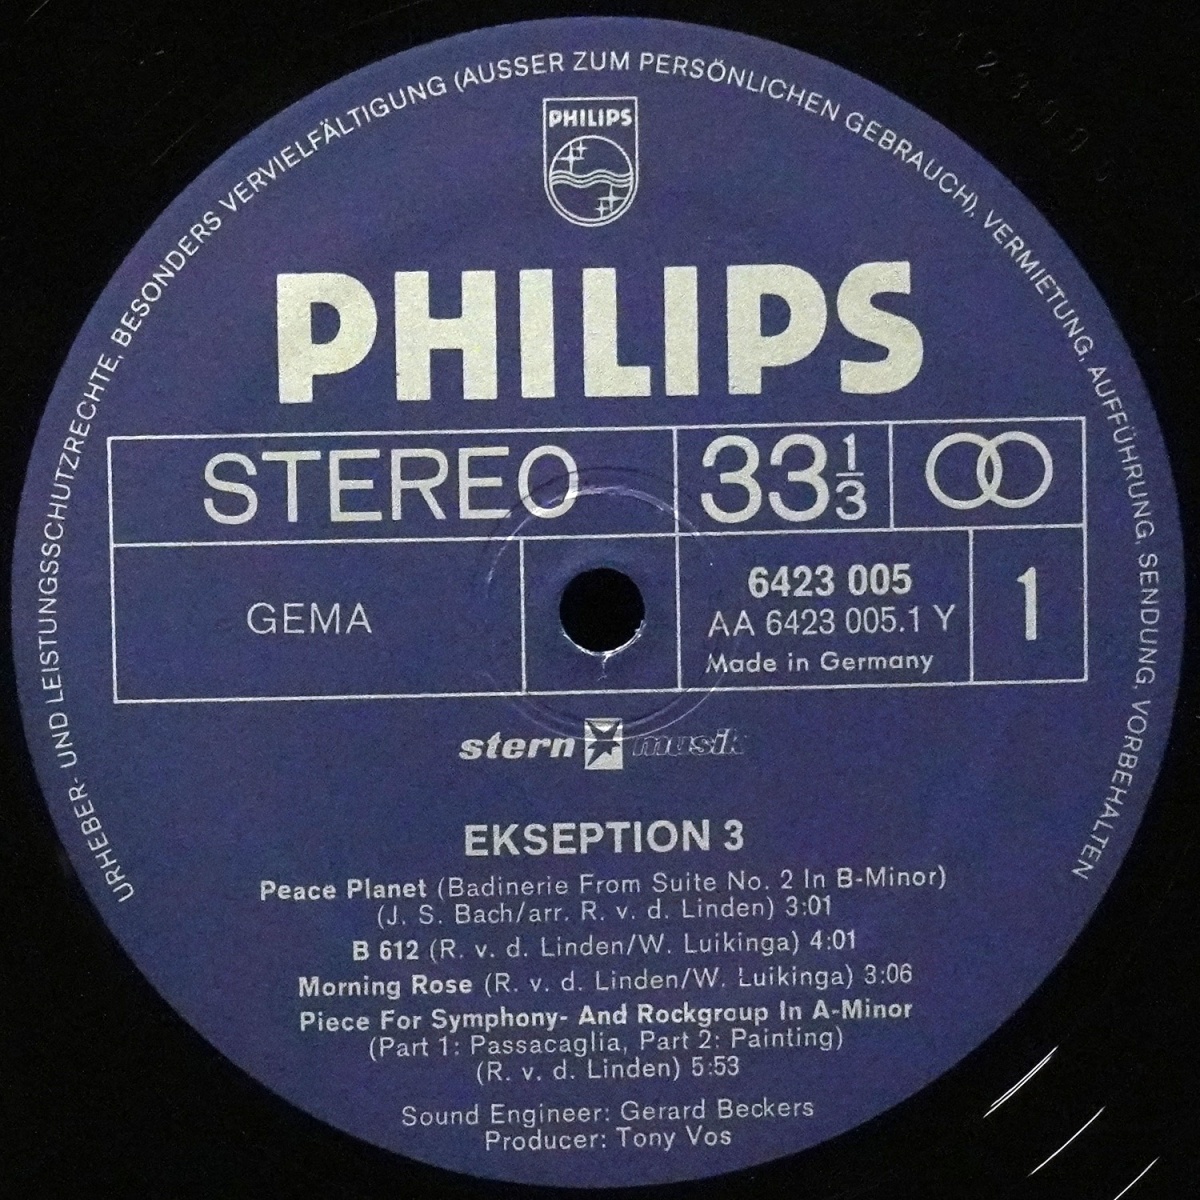 URHEBER- UND LEISTUNGSSCHUTZRECHTE, BESONDERS VERVIELFÄLTIGUNG (AUSSER ZUM PERSÖNLICHEN GEBRAUCH), VERMIETUNG, AUFFÜHRUNG, SENDUNG, VORBEHALTEN
PHILIPS
PHILIPS
STEREO 33 1/3
GEMA
6423 005
AA 6423 005.1 Y
Made in Germany
1
stern musik
EKSEPTION 3
Peace Planet (Badinerie From Suite No. 2 In B-Minor)
(J. S. Bach/arr. R. v. d. Linden) 3:01
B 612 (R. v. d. Linden/W. Luikinga) 4:01
Morning Rose (R. v. d. Linden/W. Luikinga) 3:06
Piece For Symphony- And Rockgroup In A-Minor
(Part 1: Passacaglia, Part 2: Painting)
(R. v. d. Linden) 5:53
Sound Engineer: Gerard Beckers
Producer: Tony Vos